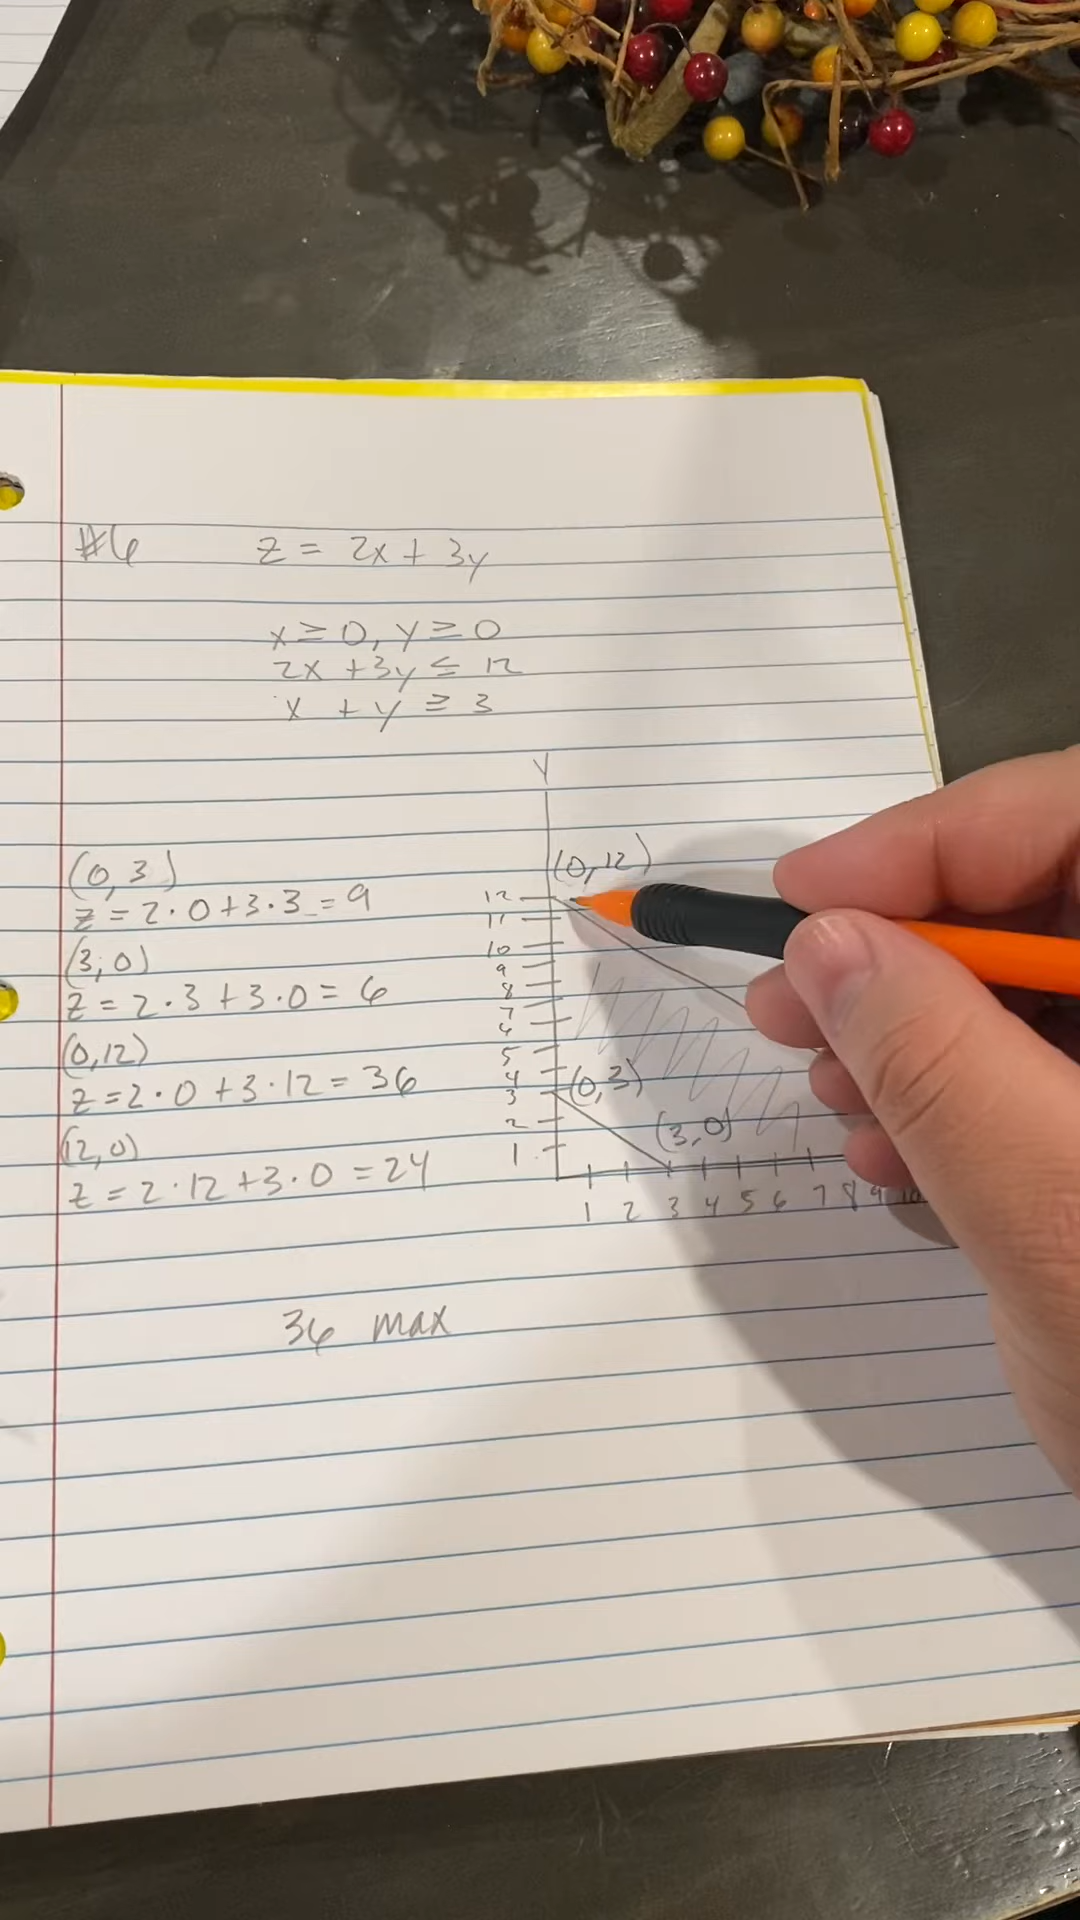 #6
z = 2x + 3y
x ≥ 0, y ≥ 0
2x + 3y ≤ 12
x + y ≥ 3
(0, 3)
z = 2 · 0 + 3 · 3 = 9
(3, 0)
z = 2 · 3 + 3 · 0 = 6
(0, 12)
z = 2 · 0 + 3 · 12 = 36
(12, 0)
z = 2 · 12 + 3 · 0 = 24
Y
(0, 12)
12
11
10
9
8
7
6
5
4
3
2
1
(0, 3)
(3, 0)
1 2 3 4 5 6 7 8 9 10
36 max